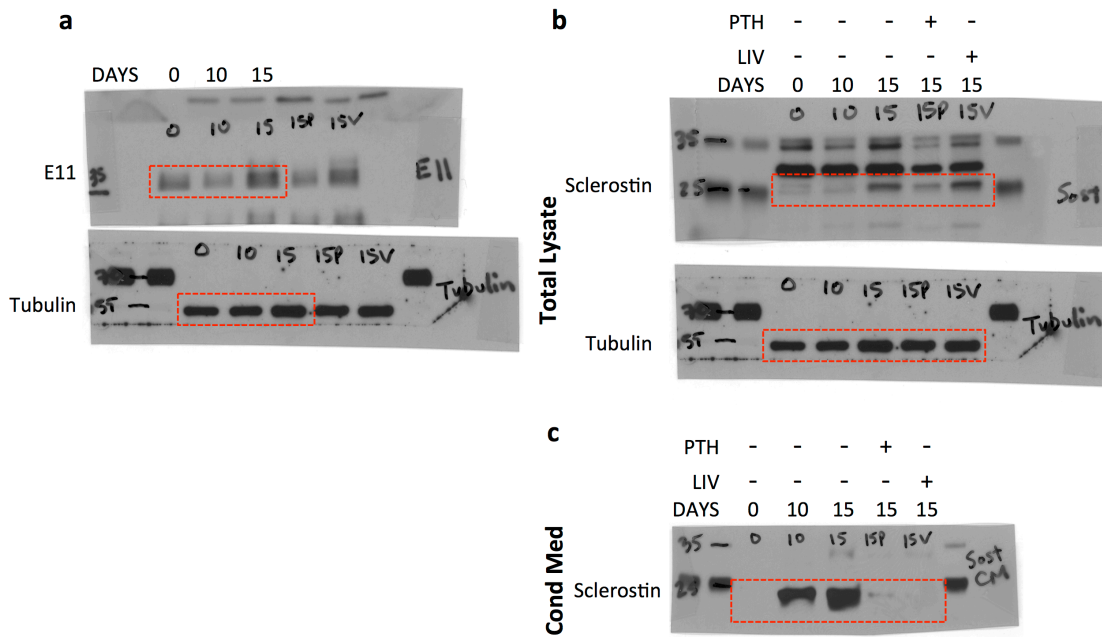 a
DAYS 0 10 15
0 10 15 15P 15V
E11
35
E11
0 10 15 15P 15V
Tubulin
55
Tubulin
b
PTH - - - + -
LIV - - - - +
DAYS 0 10 15 15 15
0 10 15 15P 15V
35
Sclerostin
25
Sost
Total Lysate
0 10 15 15P 15V
Tubulin
55
Tubulin
c
PTH - - - + -
LIV - - - - +
DAYS 0 10 15 15 15
35 0 10 15 15P 15V
Sost
CM
25
Sclerostin
Cond Med